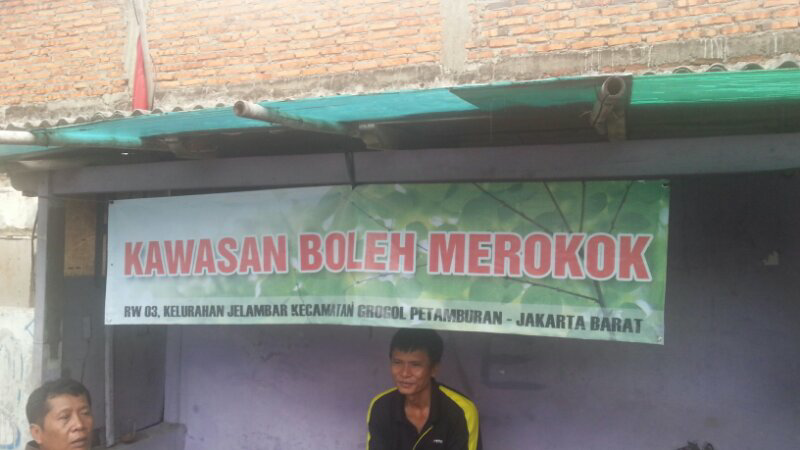 KAWASAN BOLEH MEROKOK
RW 03, KELURAHAN JELAMBAR KECAMATAN GROGOL PETAMBURAN - JAKARTA BARAT